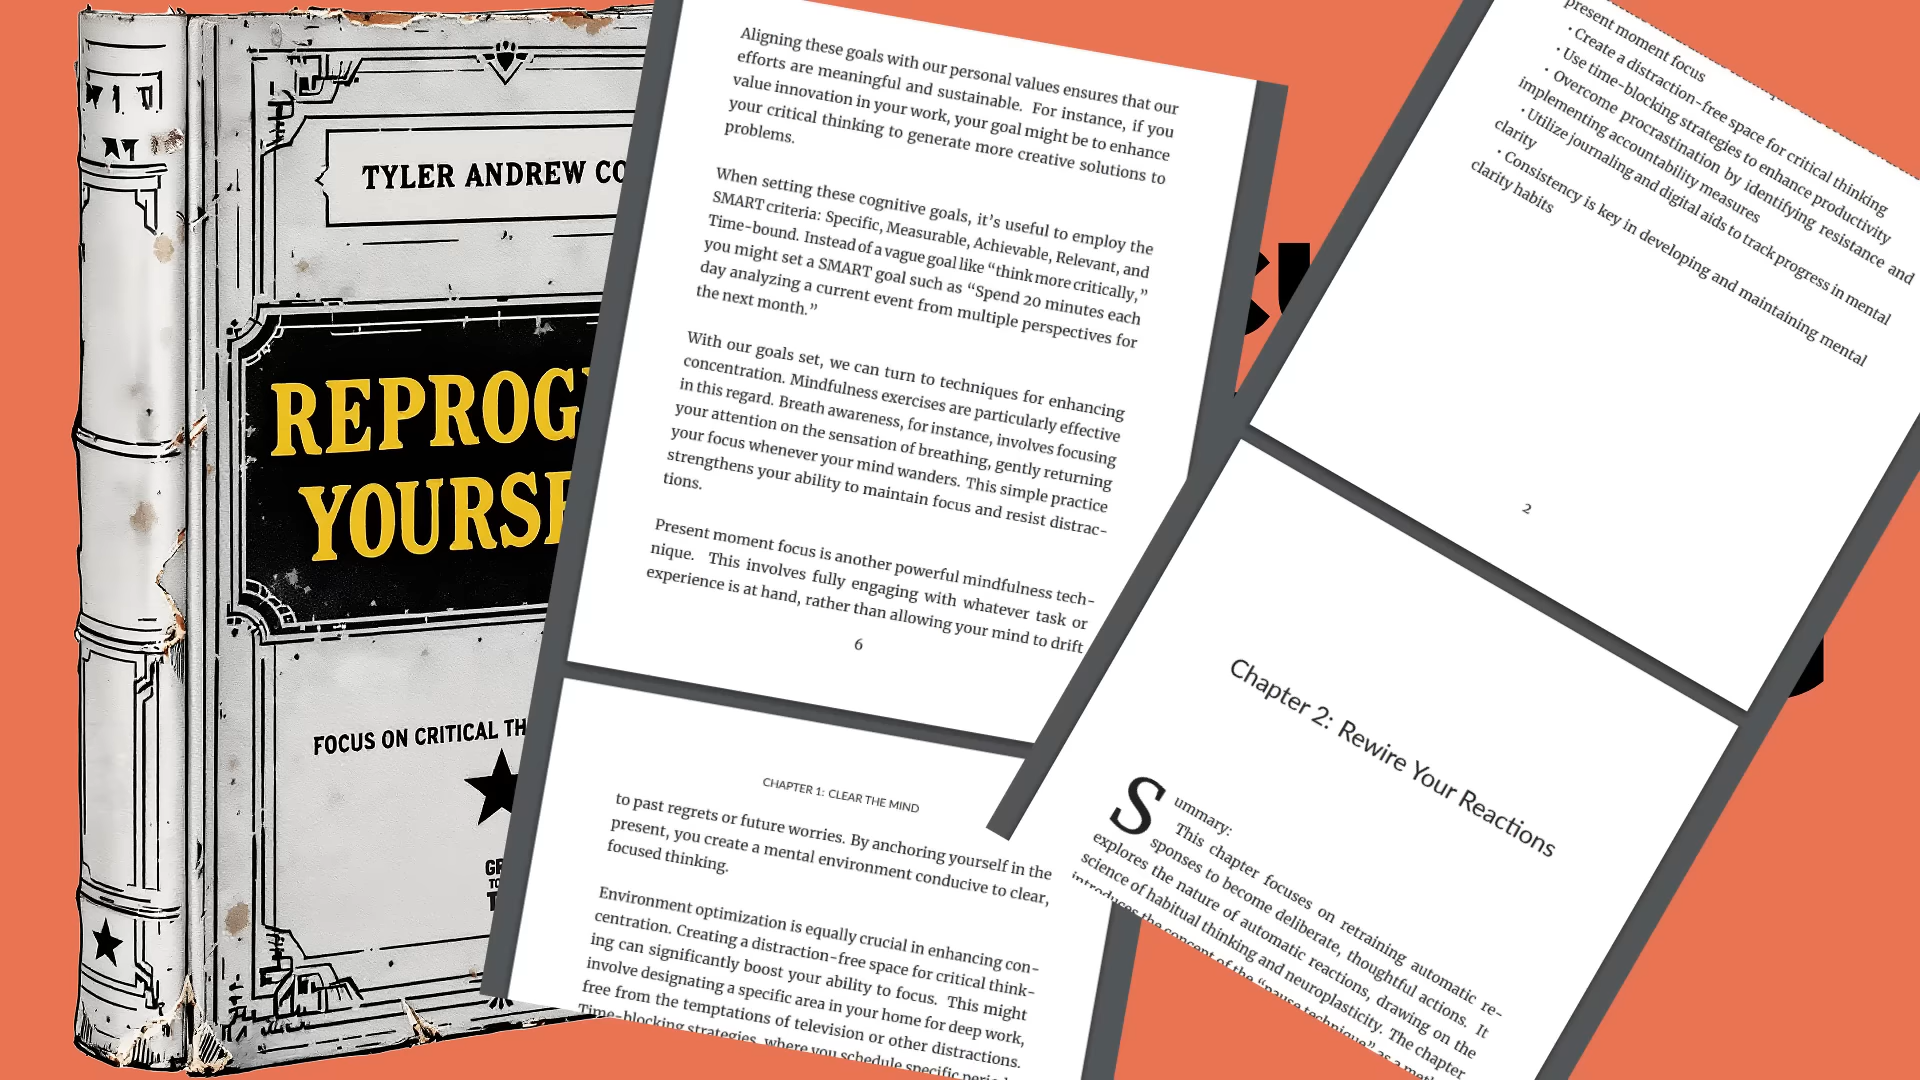 TYLER ANDREW CO
REPROG
YOURSE
FOCUS ON CRITICAL TH
Aligning these goals with our personal values ensures that our
efforts are meaningful and sustainable. For instance, if you
value innovation in your work, your goal might be to enhance
your critical thinking to generate more creative solutions to
problems.
When setting these cognitive goals, it's useful to employ the
SMART criteria: Specific, Measurable, Achievable, Relevant, and
Time-bound. Instead of a vague goal like “think more critically,”
you might set a SMART goal such as “Spend 20 minutes each
day analyzing a current event from multiple perspectives for
the next month.”
With our goals set, we can turn to techniques for enhancing
concentration. Mindfulness exercises are particularly effective
in this regard. Breath awareness, for instance, involves focusing
your attention on the sensation of breathing, gently returning
your focus whenever your mind wanders. This simple practice
strengthens your ability to maintain focus and resist distrac-
tions.
Present moment focus is another powerful mindfulness tech-
nique. This involves fully engaging with whatever task or
experience is at hand, rather than allowing your mind to drift
6
CHAPTER 1: CLEAR THE MIND
to past regrets or future worries. By anchoring yourself in the
present, you create a mental environment conducive to clear,
focused thinking.
Environment optimization is equally crucial in enhancing con-
centration. Creating a distraction-free space for critical think-
ing can significantly boost your ability to focus. This might
involve designating a specific area in your home for deep work,
free from the temptations of television or other distractions.
Time-blocking strategies, where you schedule specific
present moment focus
• Create a distraction-free space for critical thinking
• Use time-blocking strategies to enhance productivity
• Overcome procrastination by identifying resistance and
implementing accountability measures
• Utilize journaling and digital aids to track progress in mental
clarity
• Consistency is key in developing and maintaining mental
clarity habits
2
Chapter 2: Rewire Your Reactions
Summary:
This chapter focuses on retraining automatic re-
sponses to become deliberate, thoughtful actions. It
explores the nature of automatic reactions, drawing on the
science of habitual thinking and neuroplasticity. The chapter
introduces the concept of the “pause technique” as a